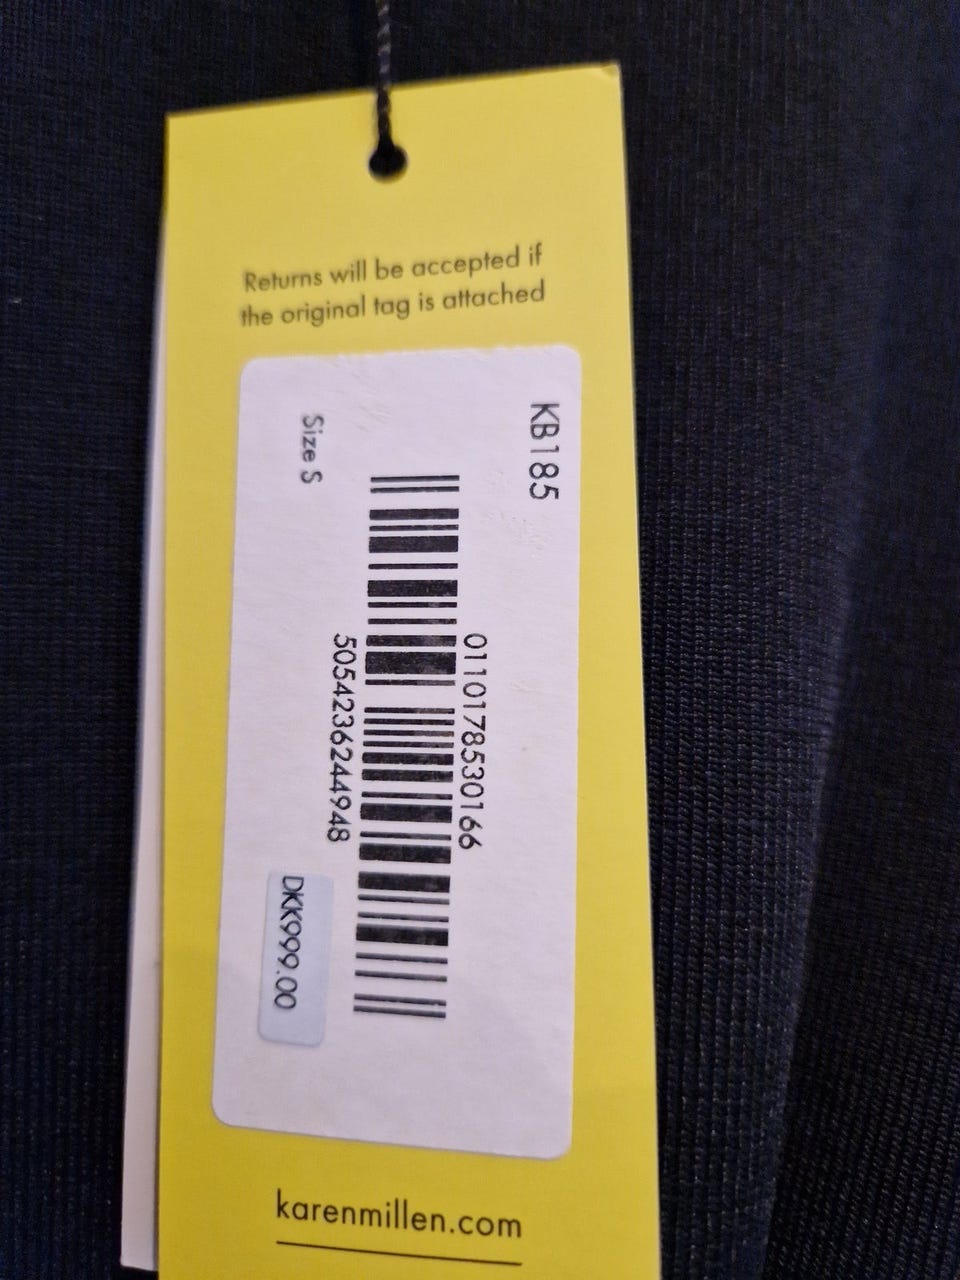 Returns will be accepted if
the original tag is attached
KB185
0110178530166
5054236244948
Size S
DKK999.00
karenmillen.com